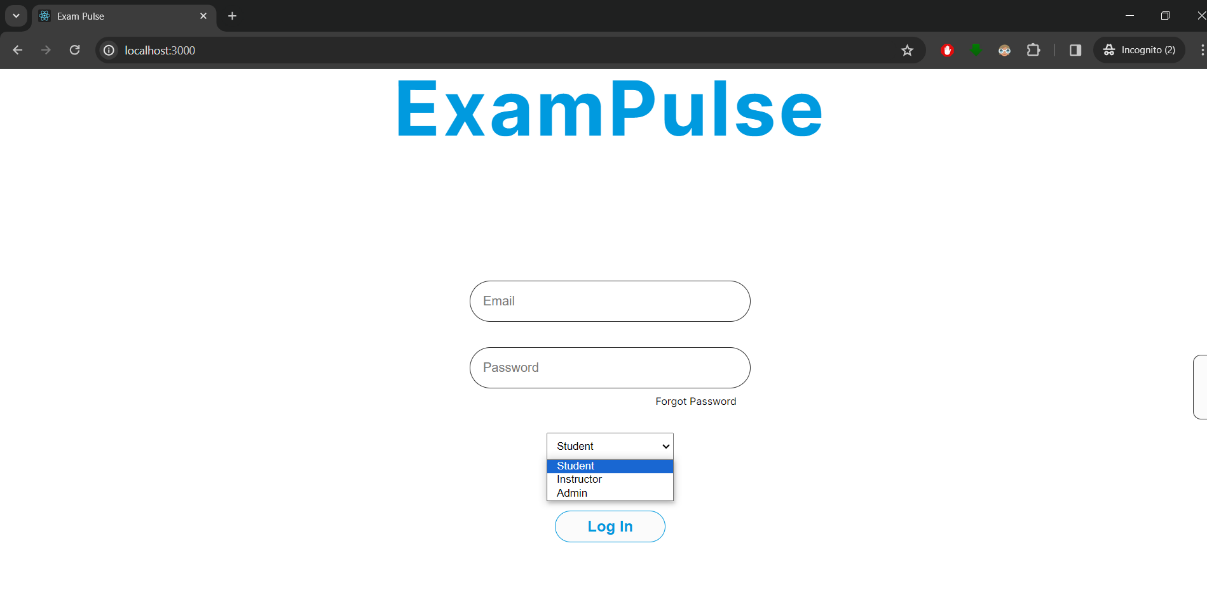 Exam Pulse
localhost:3000
Incognito (2)
ExamPulse
Email
Password
Forgot Password
Student
Student
Instructor
Admin
Log In